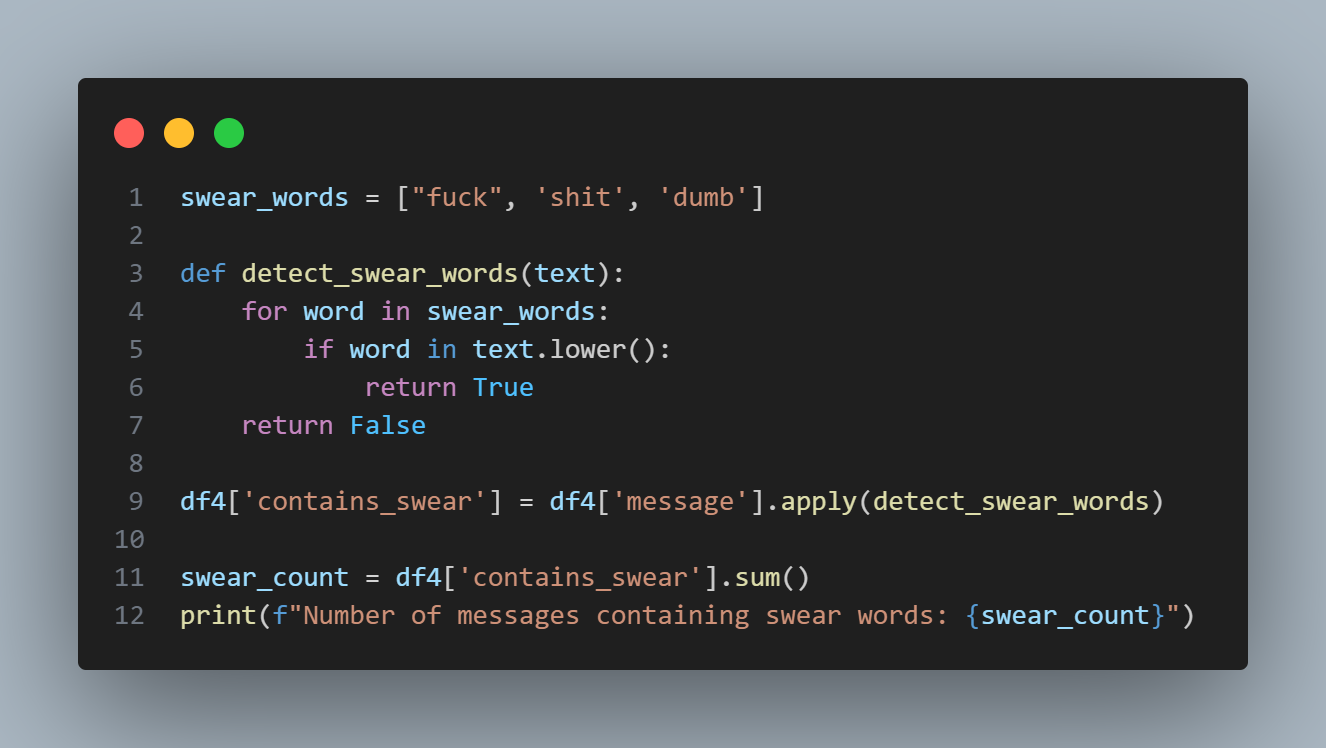 1 swear_words = ["fuck", 'shit', 'dumb']
2
3 def detect_swear_words(text):
4     for word in swear_words:
5         if word in text.lower():
6             return True
7     return False
8
9 df4['contains_swear'] = df4['message'].apply(detect_swear_words)
10
11 swear_count = df4['contains_swear'].sum()
12 print(f"Number of messages containing swear words: {swear_count}")